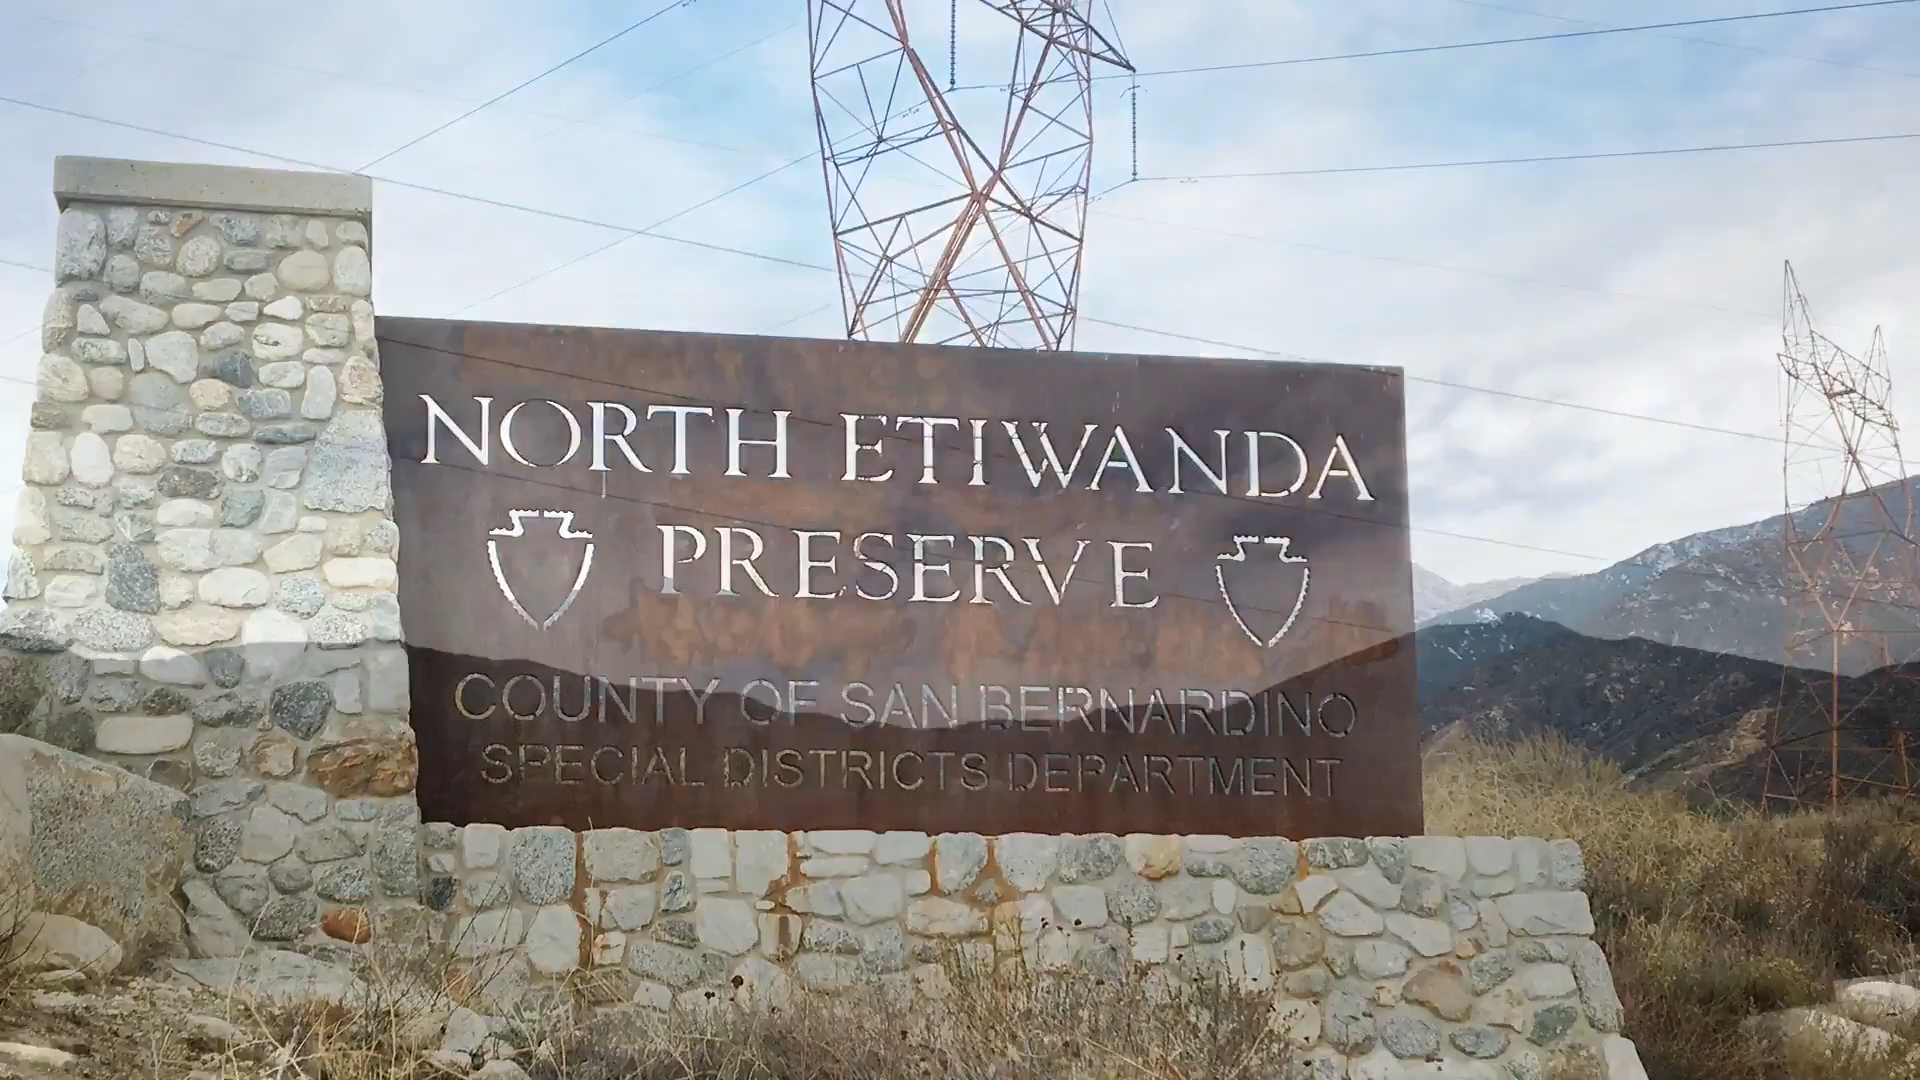 NORTH ETIWANDA
PRESERVE
COUNTY OF SAN BERNARDINO
SPECIAL DISTRICTS DEPARTMENT